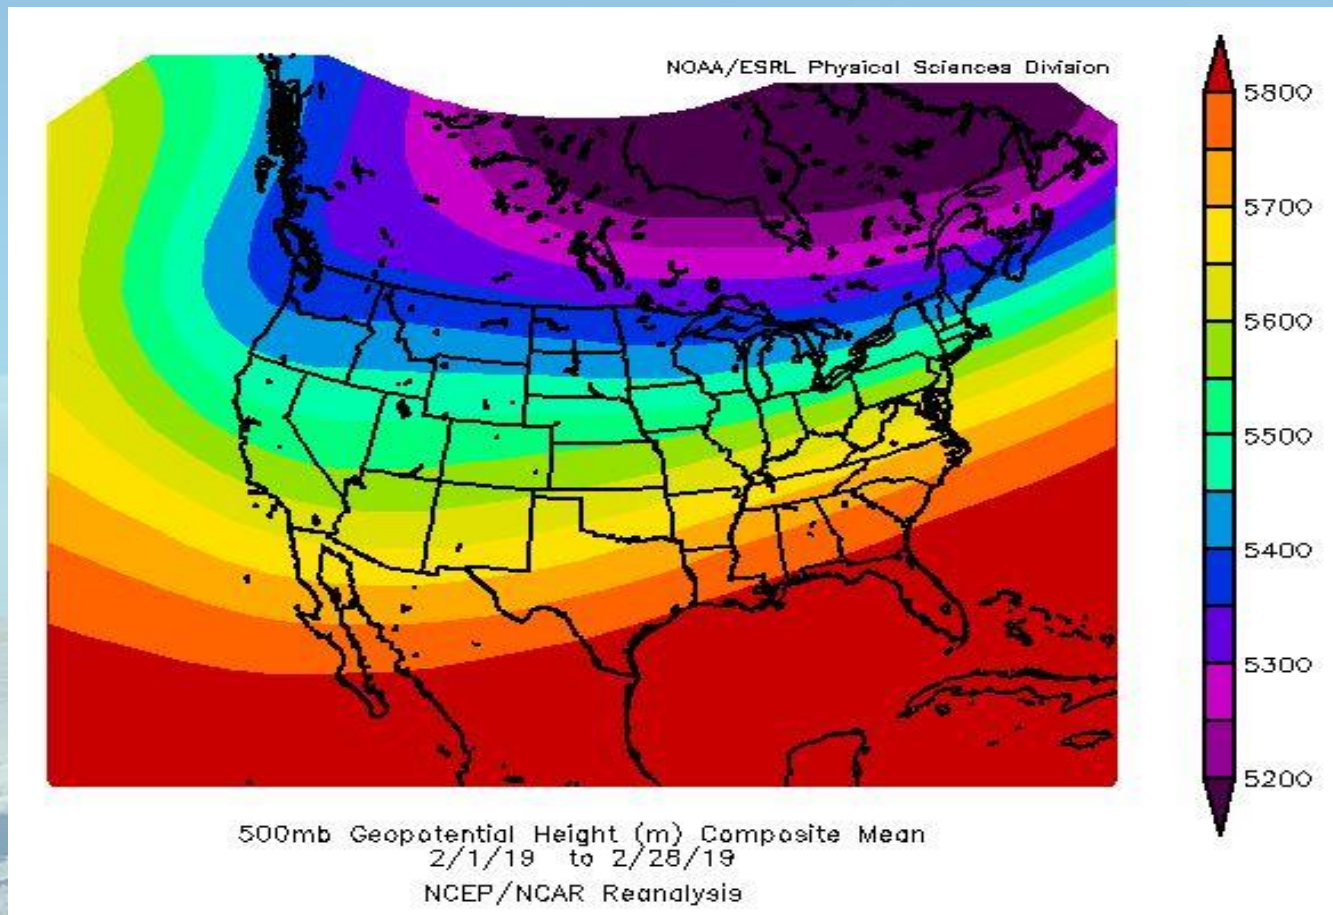 NOAA/ESRL Physical Sciences Division
5800
5700
5600
5500
5400
5300
5200
500mb Geopotential Height (m) Composite Mean
2/1/19 to 2/28/19
NCEP/NCAR Reanalysis